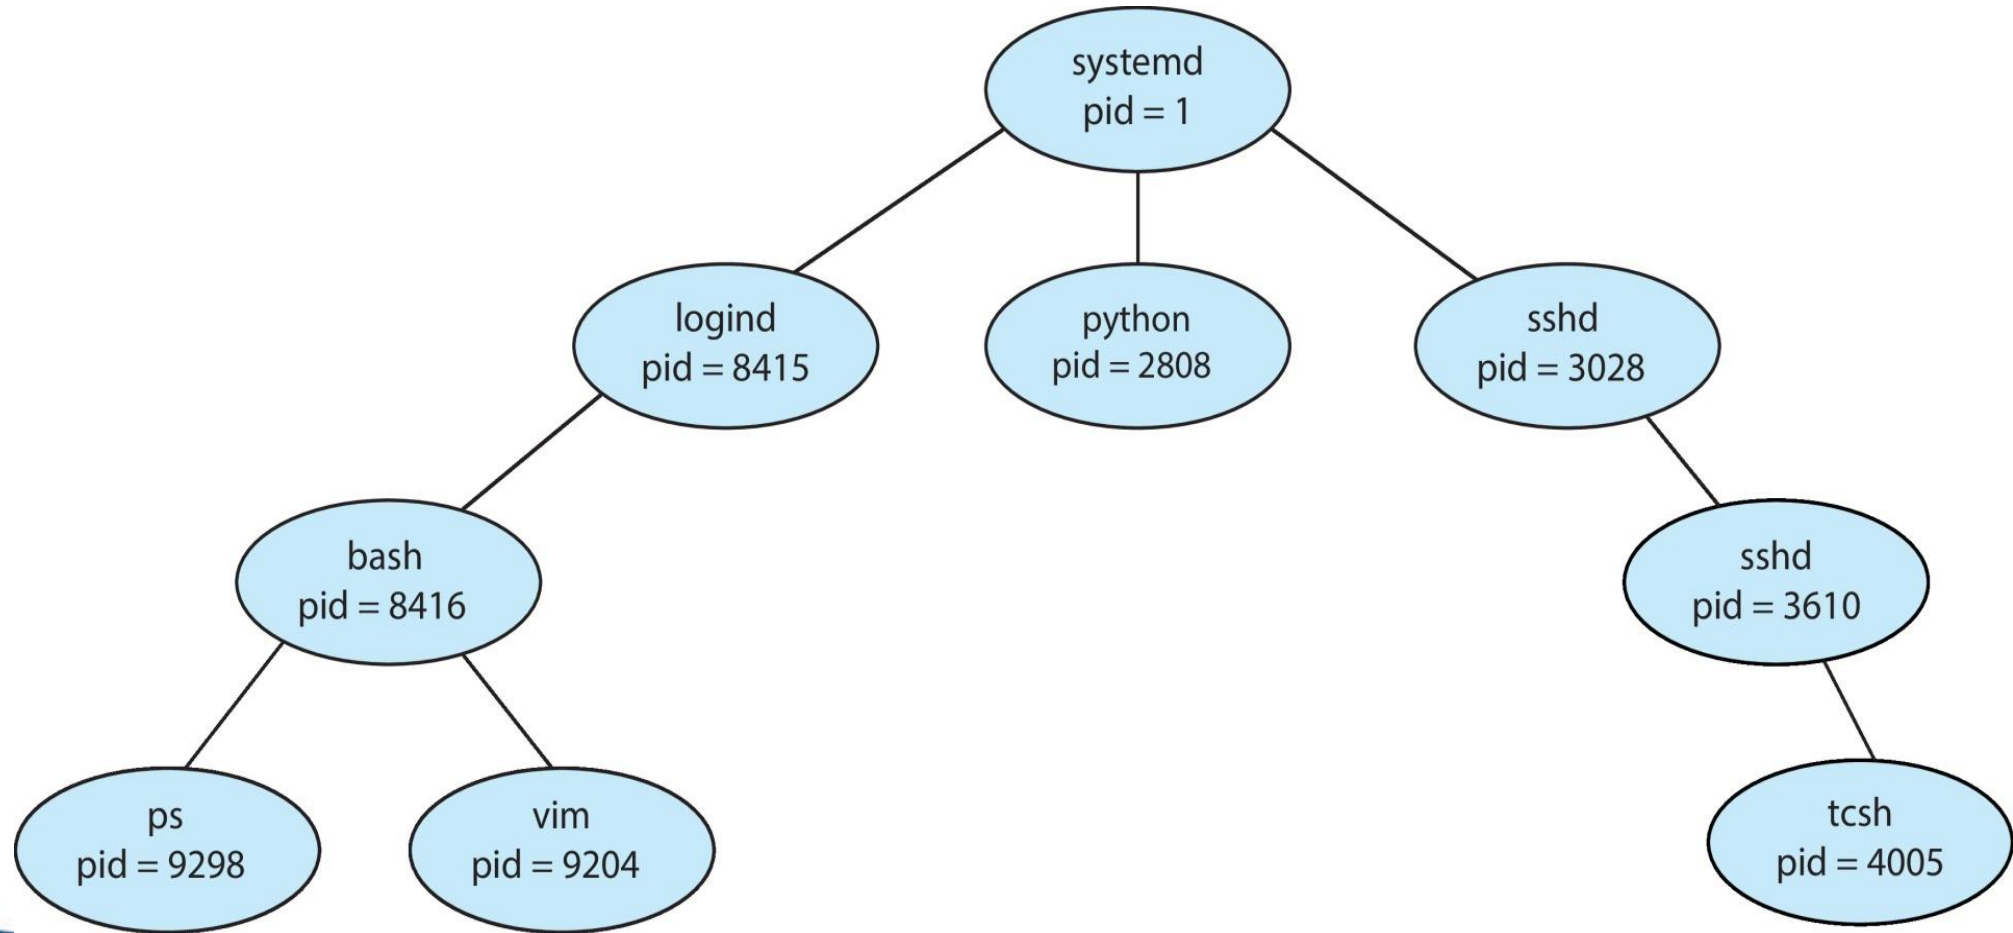 systemd
pid = 1
logind
pid = 8415
python
pid = 2808
sshd
pid = 3028
bash
pid = 8416
sshd
pid = 3610
ps
pid = 9298
vim
pid = 9204
tcsh
pid = 4005